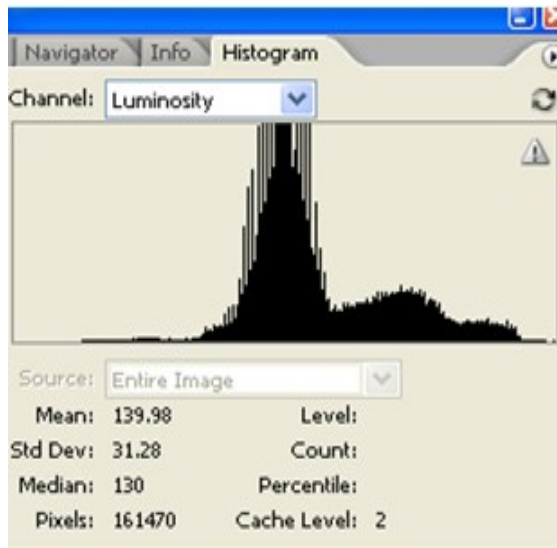 Navigator Info Histogram
Channel: Luminosity
Source: Entire Image
Mean: 139.98 Level:
Std Dev: 31.28 Count:
Median: 130 Percentile:
Pixels: 161470 Cache Level: 2